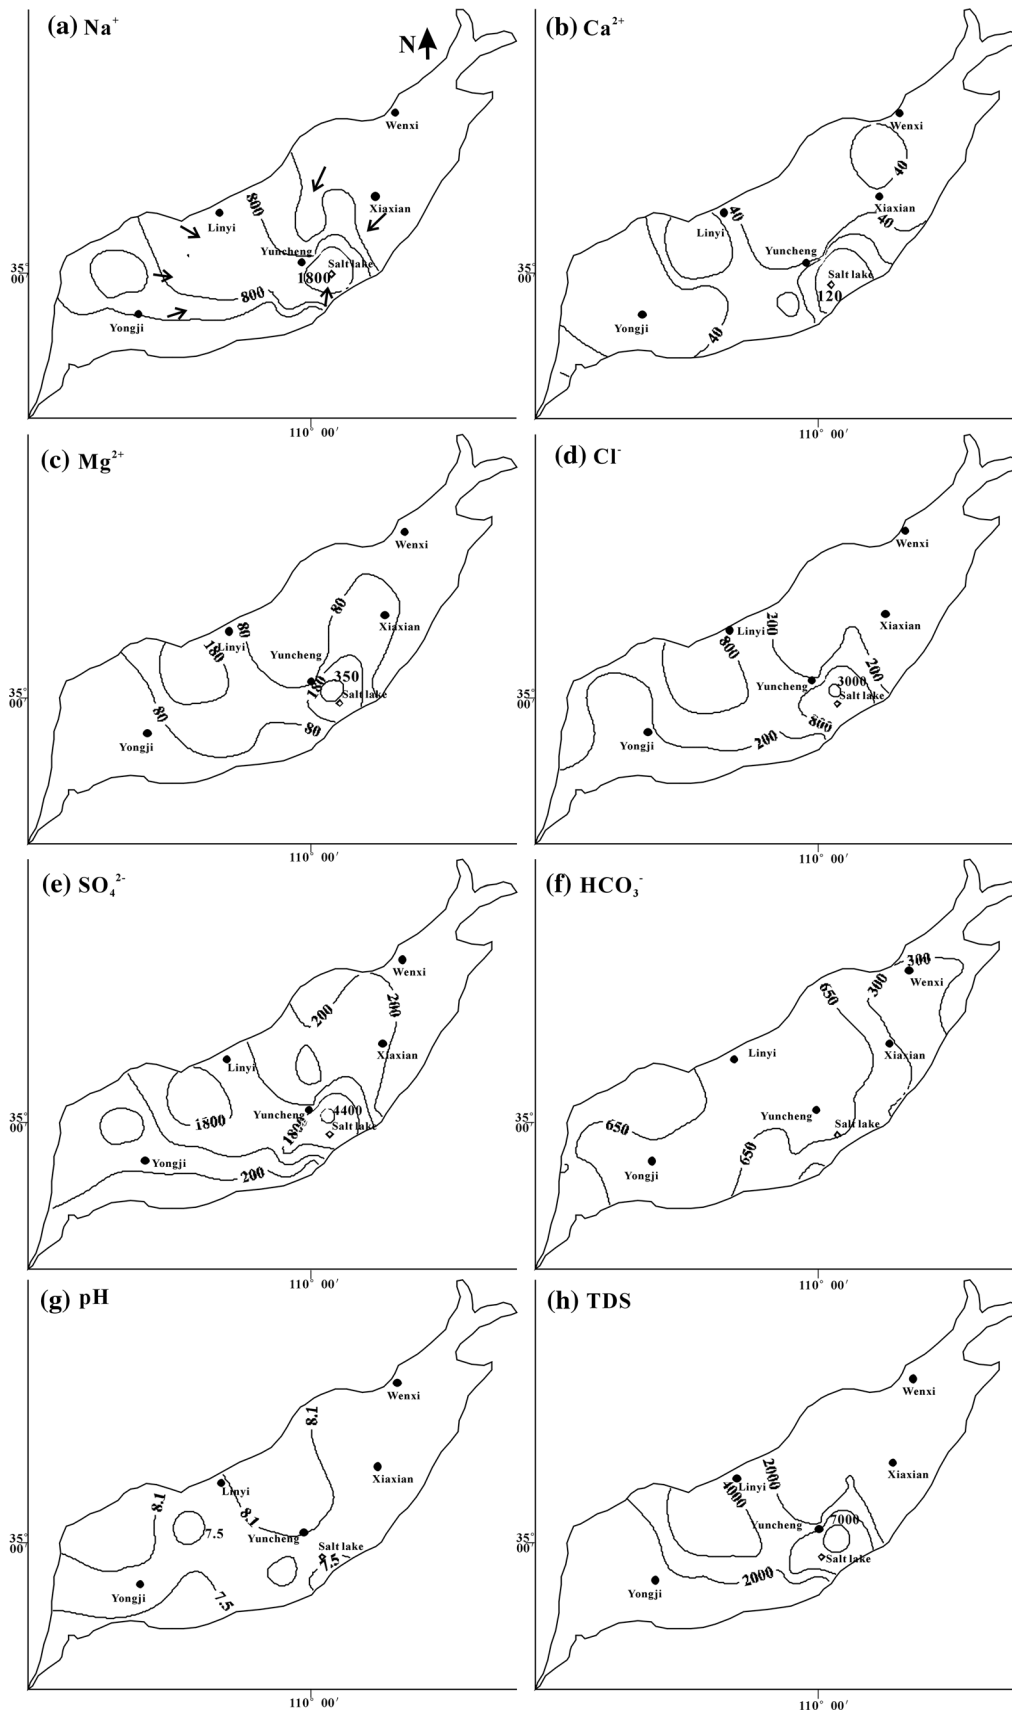 (a) Na+
N
Wenxi
Xiaxian
800
Linyi
Yuncheng
Salt lake
1800
800
Yongji
35°
00′
110° 00′
(b) Ca2+
Wenxi
40
Xiaxian
40
40
Linyi
Yuncheng
Salt lake
120
Yongji
40
35°
00′
110° 00′
(c) Mg2+
Wenxi
80
Xiaxian
80
Linyi
180
Yuncheng
350
180
Salt lake
80
80
Yongji
35°
00′
110° 00′
(d) Cl-
Wenxi
200
Xiaxian
Linyi
800
200
Yuncheng
3000
Salt lake
800
200
Yongji
35°
00′
110° 00′
(e) SO42-
Wenxi
200
200
Xiaxian
Linyi
1800
Yuncheng
4400
1800
Salt lake
Yongji
200
35°
00′
110° 00′
(f) HCO3-
300
Wenxi
300
650
Xiaxian
Linyi
Yuncheng
Salt lake
650
650
Yongji
35°
00′
110° 00′
(g) pH
Wenxi
8.1
Xiaxian
Linyi
8.1
8.1
7.5
Yuncheng
Salt lake
7.5
Yongji
7.5
35°
00′
110° 00′
(h) TDS
Wenxi
2000
Xiaxian
Linyi
4000
Yuncheng
7000
Salt lake
2000
Yongji
35°
00′
110° 00′